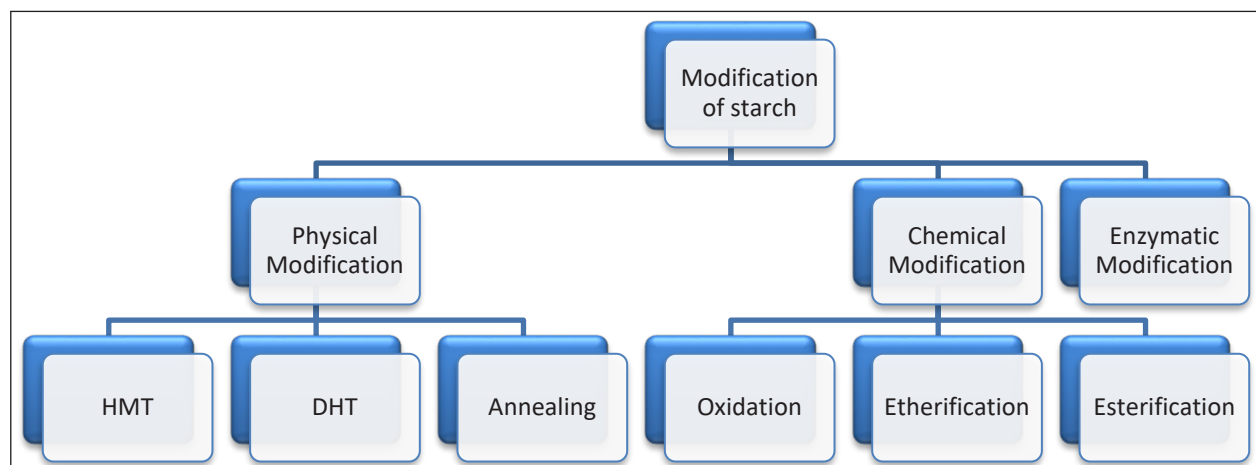 Modification
of starch
Physical
Modification
Chemical
Modification
Enzymatic
Modification
HMT
DHT
Annealing
Oxidation
Etherification
Esterification